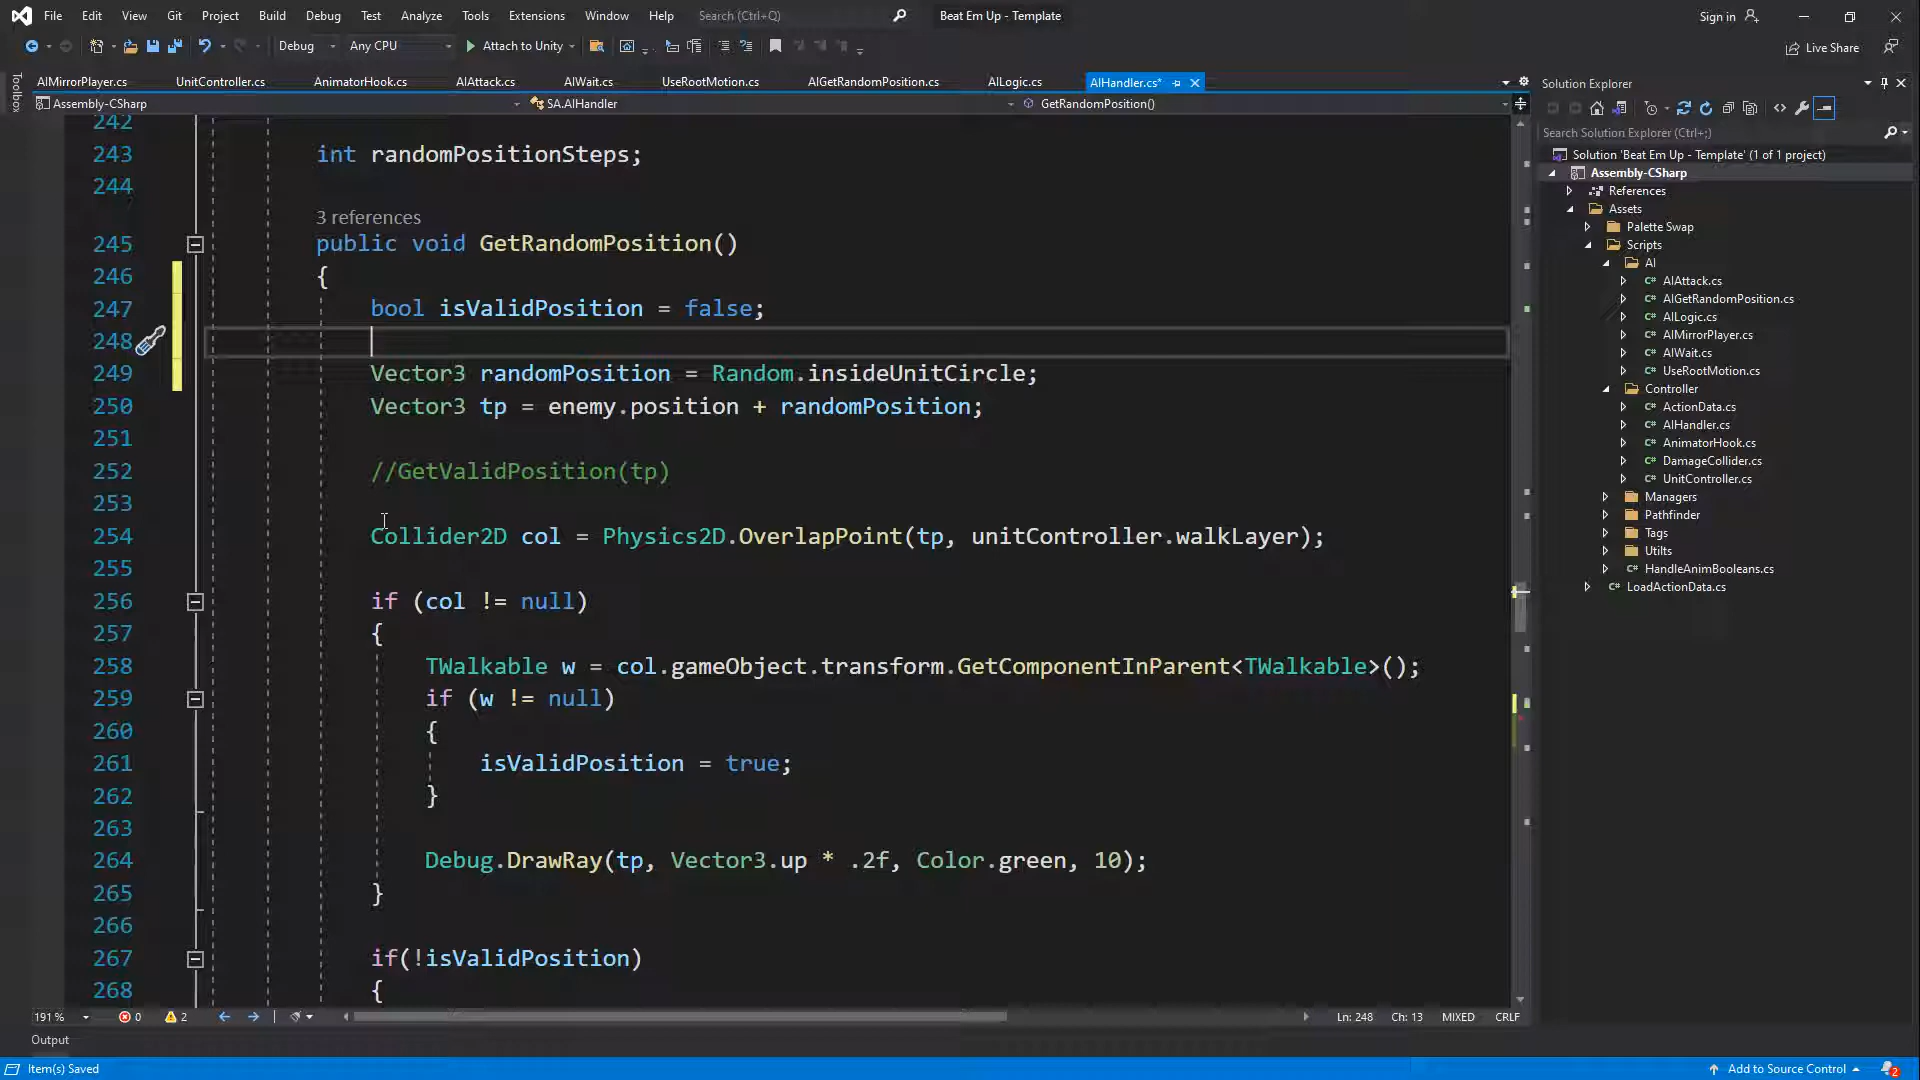 File Edit View Git Project Build Debug Test Analyze Tools Extensions Window Help Search (Ctrl+Q) Beat Em Up - Template Sign in
Debug Any CPU Attach to Unity Live Share
Toolbox
AIMirrorPlayer.cs UnitController.cs AnimatorHook.cs AIAttack.cs AIWait.cs UseRootMotion.cs AIGetRandomPosition.cs AILogic.cs AIHandler.cs*
Assembly-CSharp SA.AIHandler GetRandomPosition()
242
243 int randomPositionSteps;
244
3 references
245 public void GetRandomPosition()
246 {
247 bool isValidPosition = false;
248
249 Vector3 randomPosition = Random.insideUnitCircle;
250 Vector3 tp = enemy.position + randomPosition;
251
252 //GetValidPosition(tp)
253
254 Collider2D col = Physics2D.OverlapPoint(tp, unitController.walkLayer);
255
256 if (col != null)
257 {
258 TWalkable w = col.gameObject.transform.GetComponentInParent<TWalkable>();
259 if (w != null)
260 {
261 isValidPosition = true;
262 }
263
264 Debug.DrawRay(tp, Vector3.up * .2f, Color.green, 10);
265 }
266
267 if(!isValidPosition)
268 {
191 % 0 2 Ln: 248 Ch: 13 MIXED CRLF
Output
Item(s) Saved Add to Source Control 2
Solution Explorer
Search Solution Explorer (Ctrl+;)
Solution 'Beat Em Up - Template' (1 of 1 project)
Assembly-CSharp
References
Assets
Palette Swap
Scripts
AI
C# AIAttack.cs
C# AIGetRandomPosition.cs
C# AILogic.cs
C# AIMirrorPlayer.cs
C# AIWait.cs
C# UseRootMotion.cs
Controller
C# ActionData.cs
C# AIHandler.cs
C# AnimatorHook.cs
C# DamageCollider.cs
C# UnitController.cs
Managers
Pathfinder
Tags
Utilts
C# HandleAnimBooleans.cs
C# LoadActionData.cs